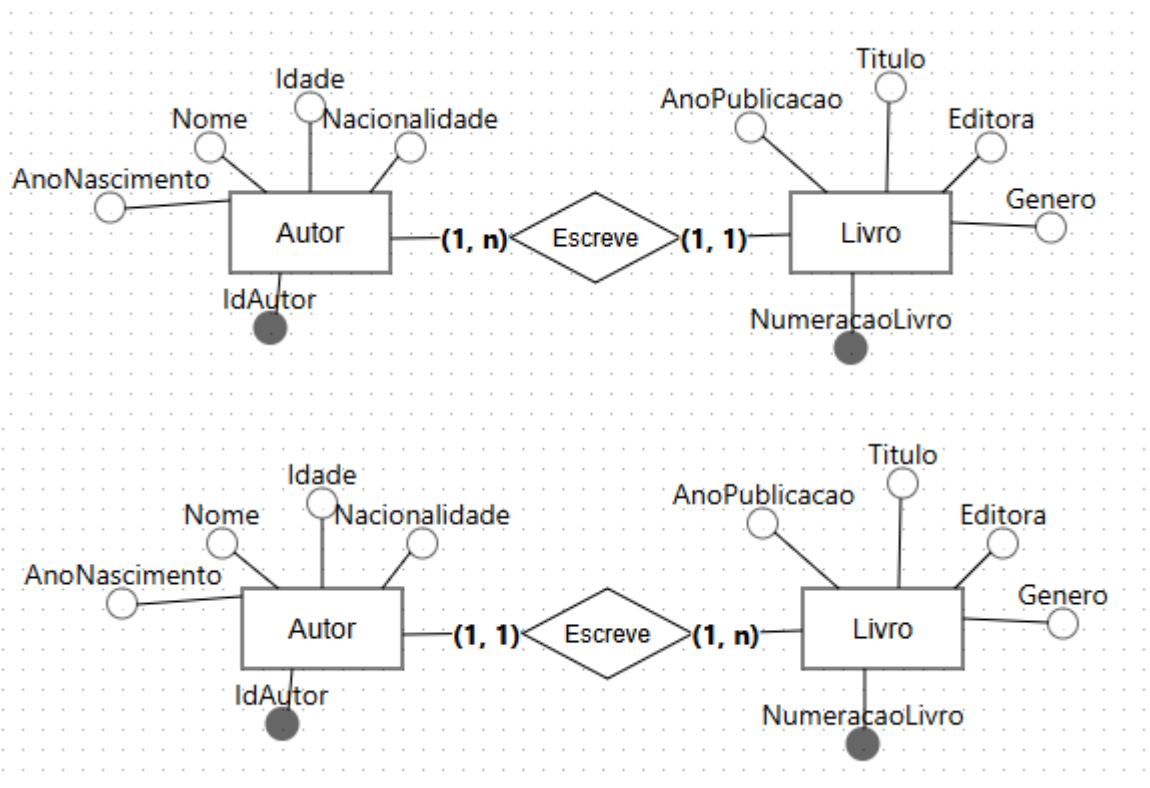 Titulo
Idade
AnoPublicacao
Nome
Nacionalidade
Editora
AnoNascimento
Genero
Autor
(1, n)
Escreve
(1, 1)
Livro
IdAutor
NumeracaoLivro
Titulo
Idade
AnoPublicacao
Nome
Nacionalidade
Editora
AnoNascimento
Genero
Autor
(1, 1)
Escreve
(1, n)
Livro
IdAutor
NumeracaoLivro